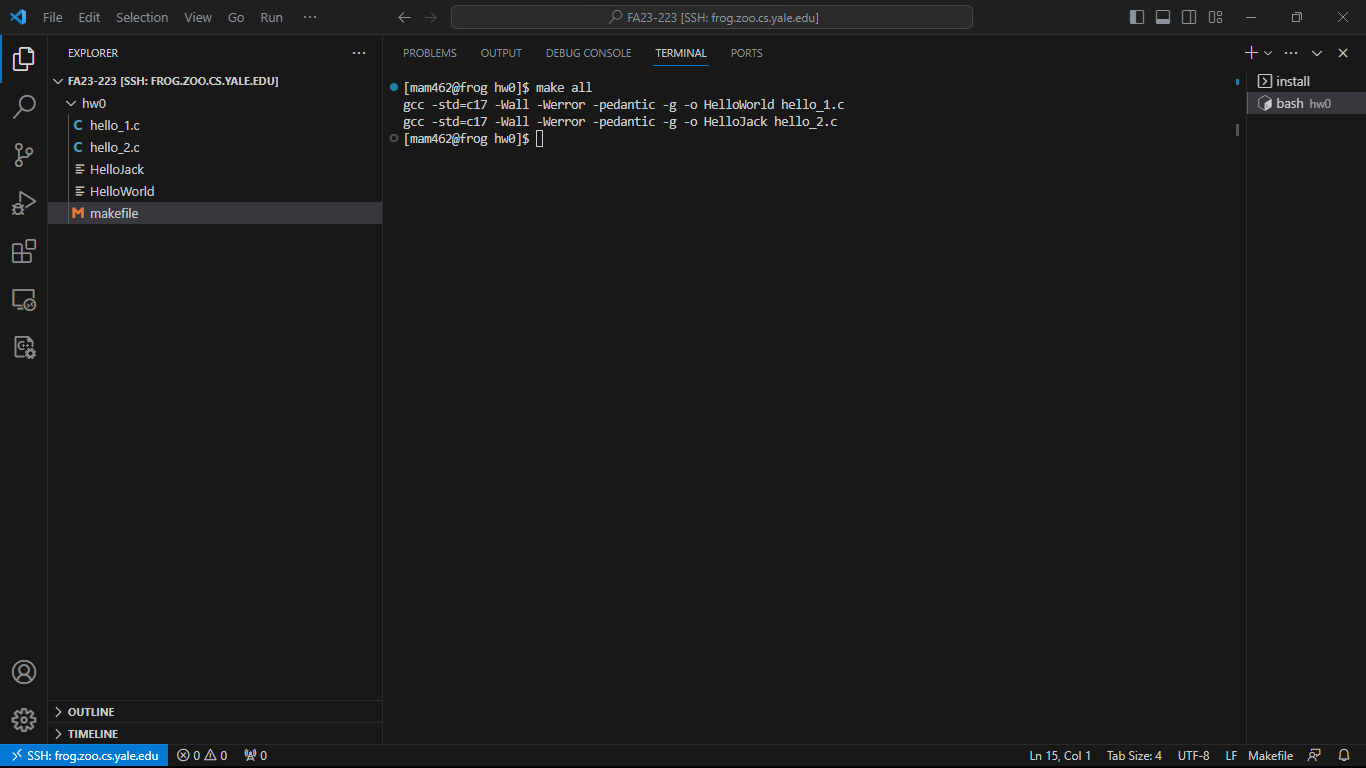 File Edit Selection View Go Run ···
FA23-223 [SSH: frog.zoo.cs.yale.edu]
EXPLORER
FA23-223 [SSH: FROG.ZOO.CS.YALE.EDU]
hw0
C hello_1.c
C hello_2.c
HelloJack
HelloWorld
M makefile
OUTLINE
TIMELINE
PROBLEMS OUTPUT DEBUG CONSOLE TERMINAL PORTS
[mam462@frog hw0]$ make all
gcc -std=c17 -Wall -Werror -pedantic -g -o HelloWorld hello_1.c
gcc -std=c17 -Wall -Werror -pedantic -g -o HelloJack hello_2.c
[mam462@frog hw0]$
install
bash hw0
SSH: frog.zoo.cs.yale.edu 0 0 0 Ln 15, Col 1 Tab Size: 4 UTF-8 LF Makefile